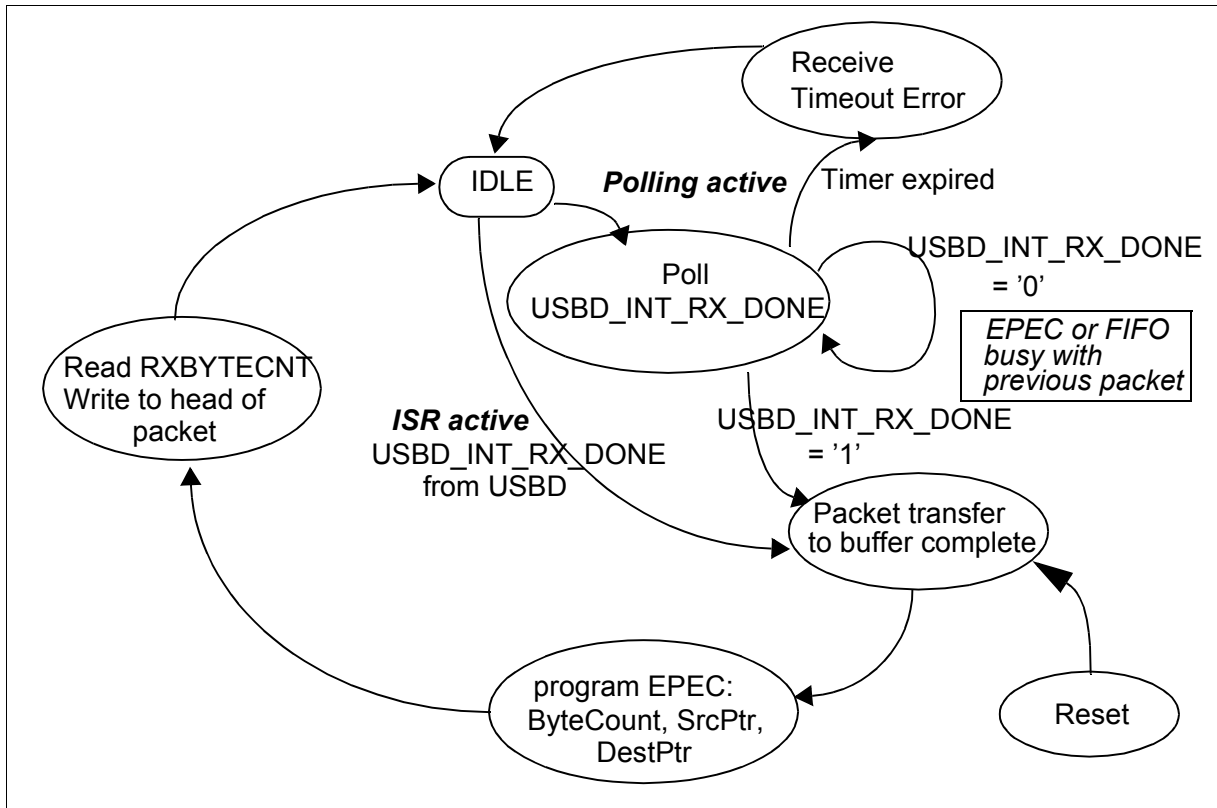 Receive
Timeout Error
IDLE
Polling active
Timer expired
Poll
USBD_INT_RX_DONE
USBD_INT_RX_DONE
= '0'
EPEC or FIFO
busy with
previous packet
Read RXBYTECNT
Write to head of
packet
ISR active
USBD_INT_RX_DONE
from USBD
USBD_INT_RX_DONE
= '1'
Packet transfer
to buffer complete
program EPEC:
ByteCount, SrcPtr,
DestPtr
Reset